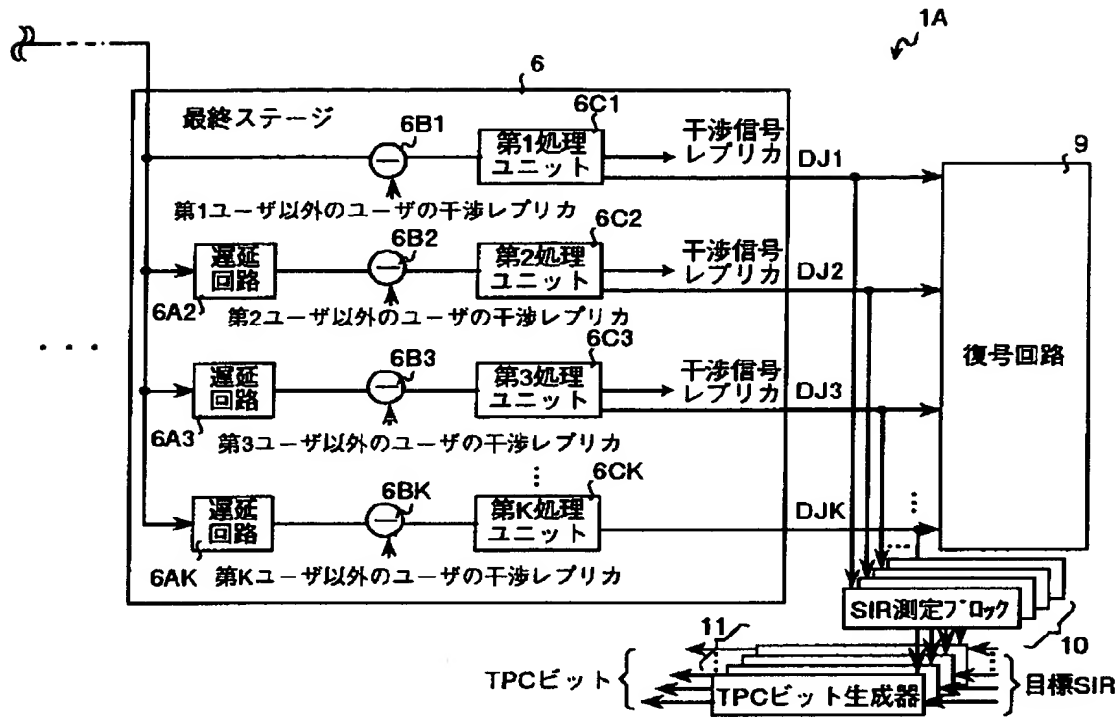 1A
6
最終ステージ
6B1
6C1
第1処理
ユニット
干渉信号
レプリカ
DJ1
9
第1ユーザ以外のユーザの干渉レプリカ
6B2
6C2
遅延
回路
第2処理
ユニット
干渉信号
レプリカ
DJ2
6A2
第2ユーザ以外のユーザの干渉レプリカ
6B3
6C3
復号回路
遅延
回路
第3処理
ユニット
干渉信号
レプリカ
DJ3
6A3
第3ユーザ以外のユーザの干渉レプリカ
6BK
6CK
遅延
回路
第K処理
ユニット
DJK
6AK
第Kユーザ以外のユーザの干渉レプリカ
SIR測定ブロック
10
11
TPCビット
TPCビット生成器
目標SIR